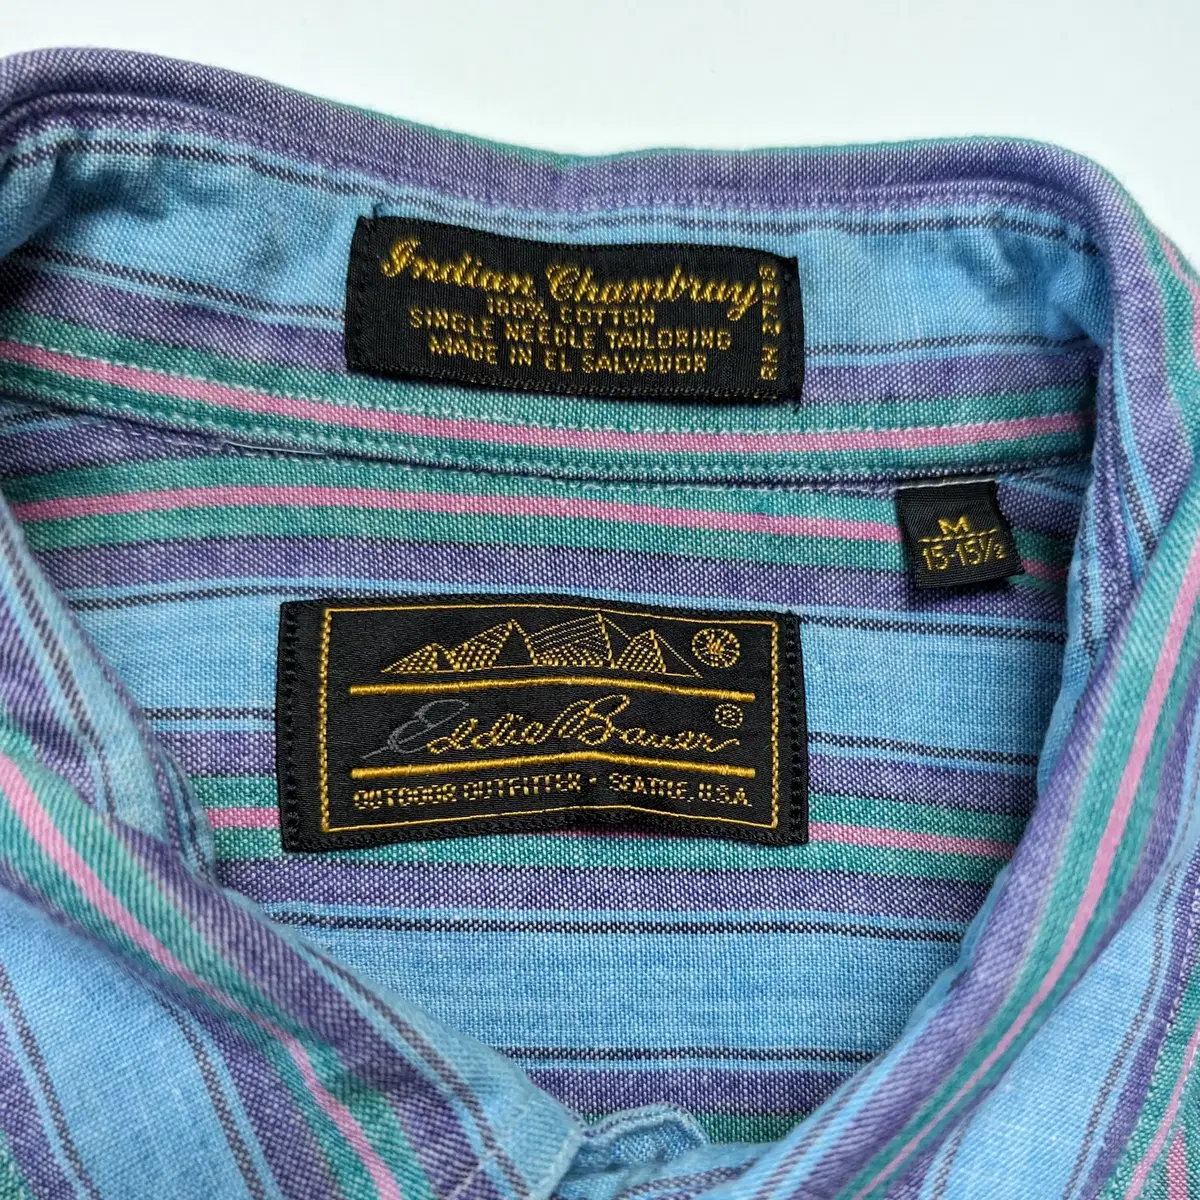 Indian Chambray
100% COTTON
SINGLE NEEDLE TAILORING
MADE IN EL SALVADOR
M
15-15½
Eddie Bauer®
OUTDOOR OUTFITTER · SEATTLE, U.S.A.